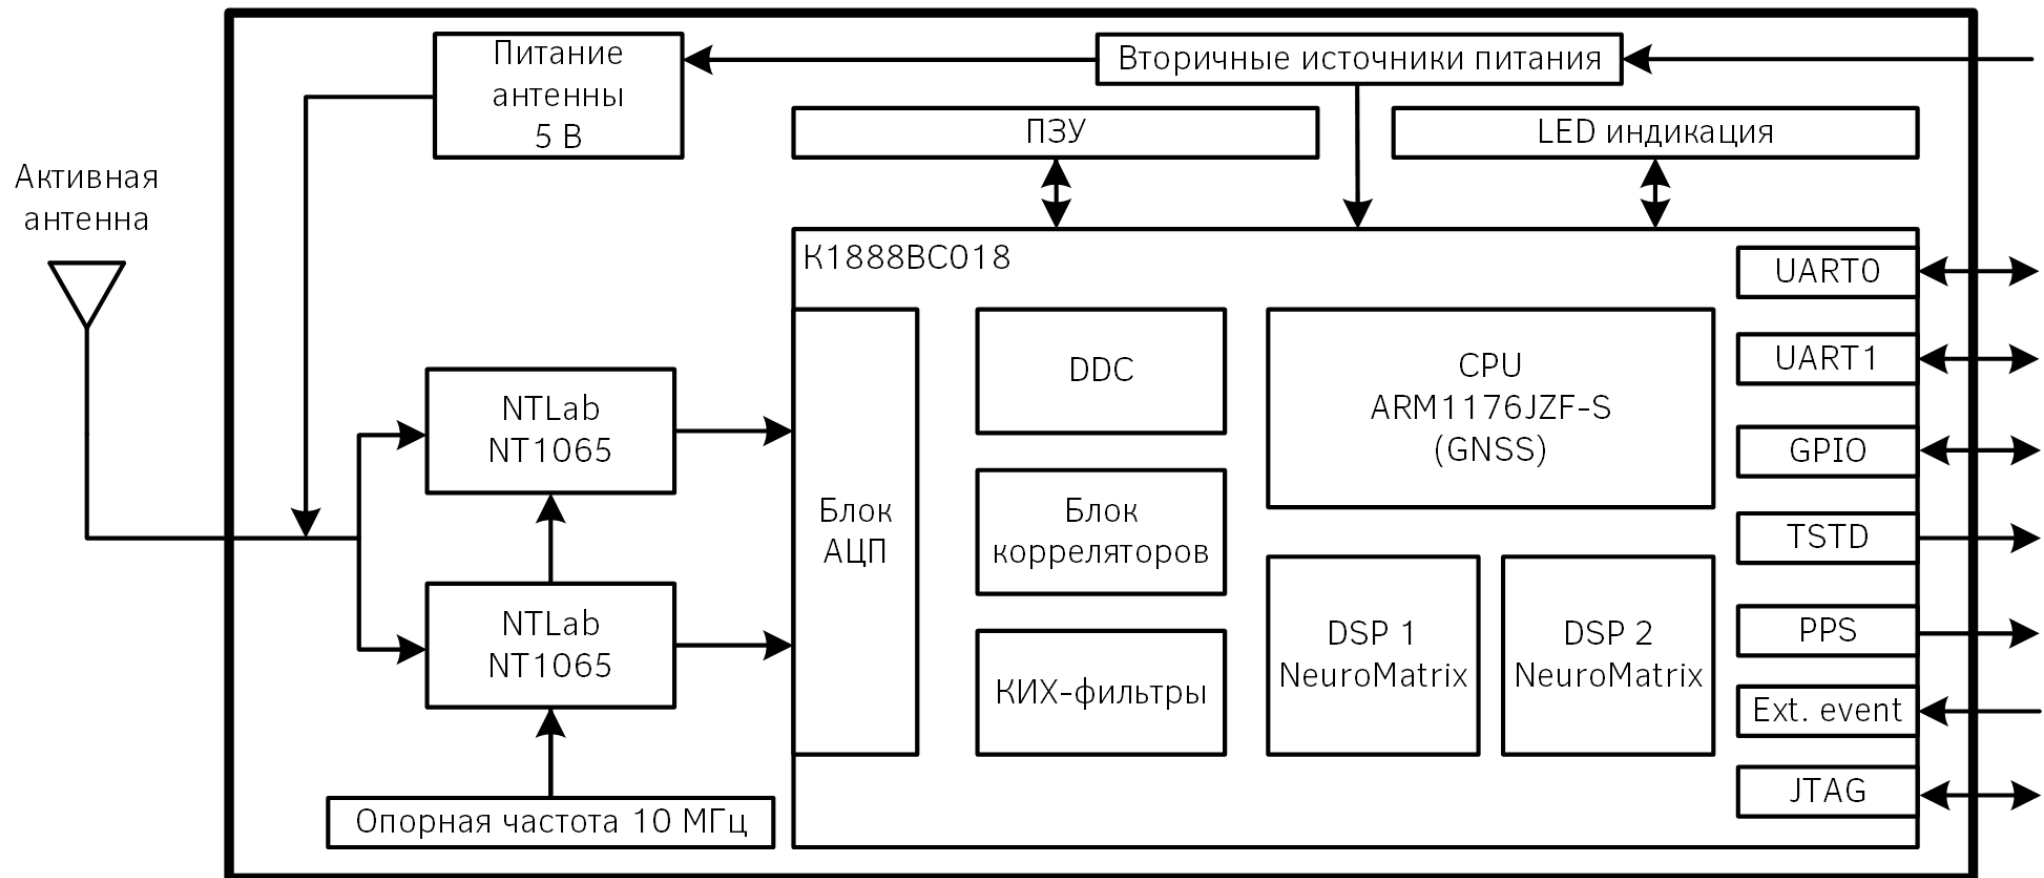 Питание
антенны
5 В
Вторичные источники питания
ПЗУ
LED индикация
Активная
антенна
К1888ВС018
UART0
DDC
CPU
ARM1176JZF-S
(GNSS)
UART1
NTLab
NT1065
GPIO
Блок
АЦП
Блок
корреляторов
TSTD
NTLab
NT1065
DSP 1
NeuroMatrix
DSP 2
NeuroMatrix
PPS
КИХ-фильтры
Ext. event
JTAG
Опорная частота 10 МГц